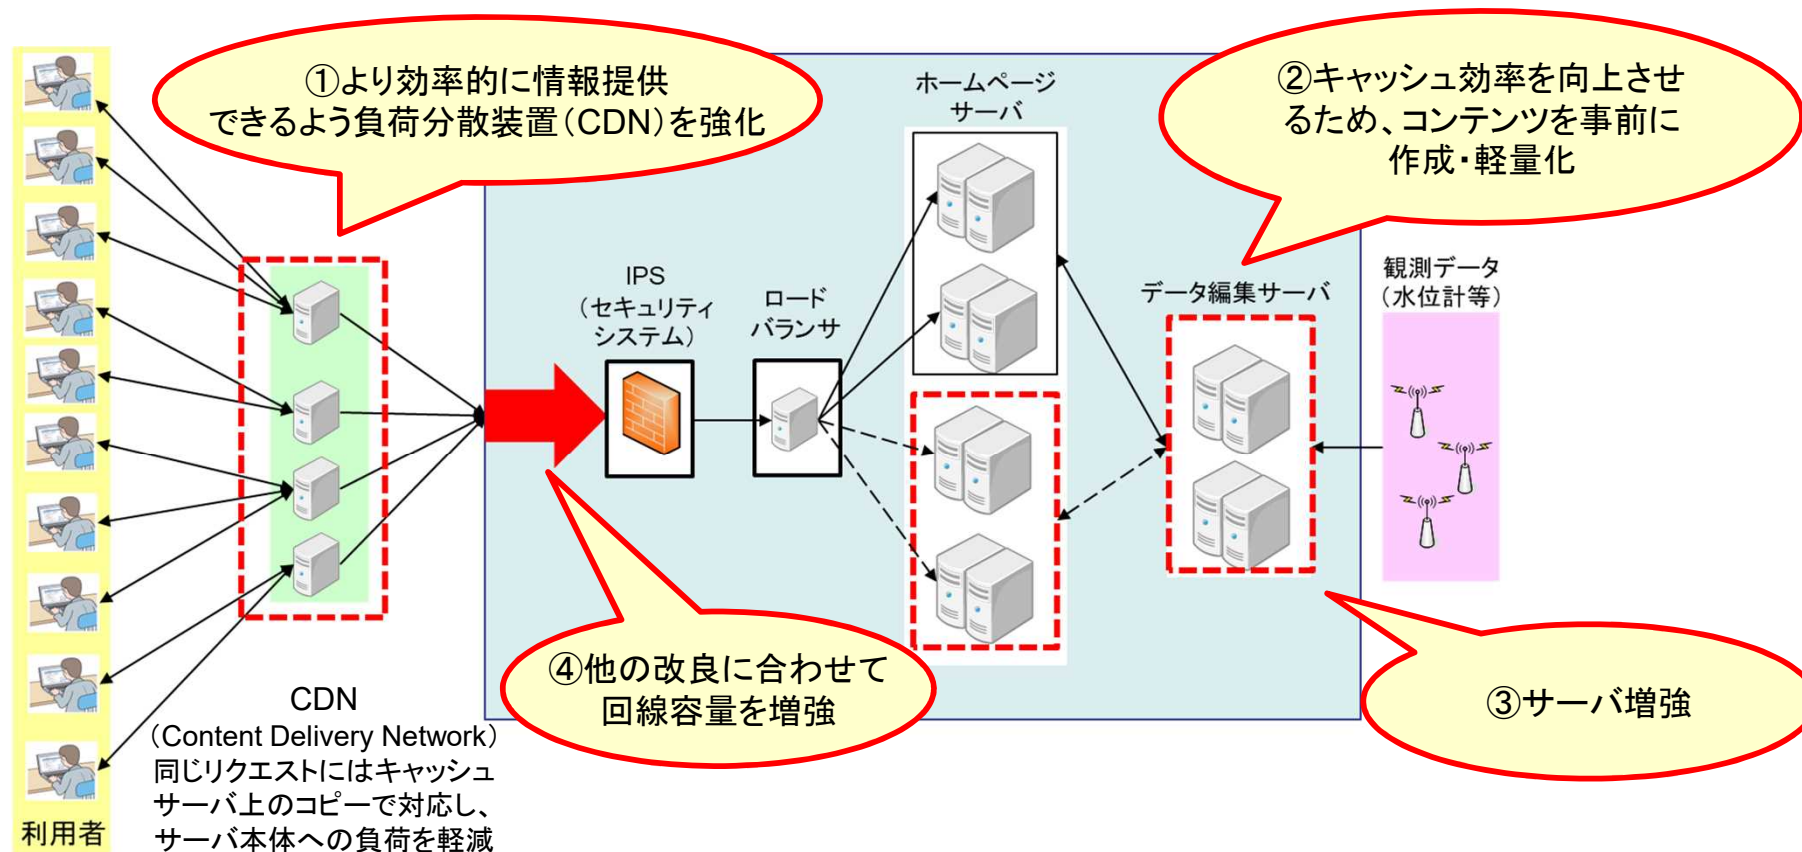 ①より効率的に情報提供
できるよう負荷分散装置（CDN）を強化
ホームページ
サーバ
②キャッシュ効率を向上させ
るため、コンテンツを事前に
作成・軽量化
IPS
（セキュリティ
システム）
ロード
バランサ
データ編集サーバ
観測データ
（水位計等）
④他の改良に合わせて
回線容量を増強
③サーバ増強
CDN
（Content Delivery Network）
同じリクエストにはキャッシュ
サーバ上のコピーで対応し、
サーバ本体への負荷を軽減
利用者